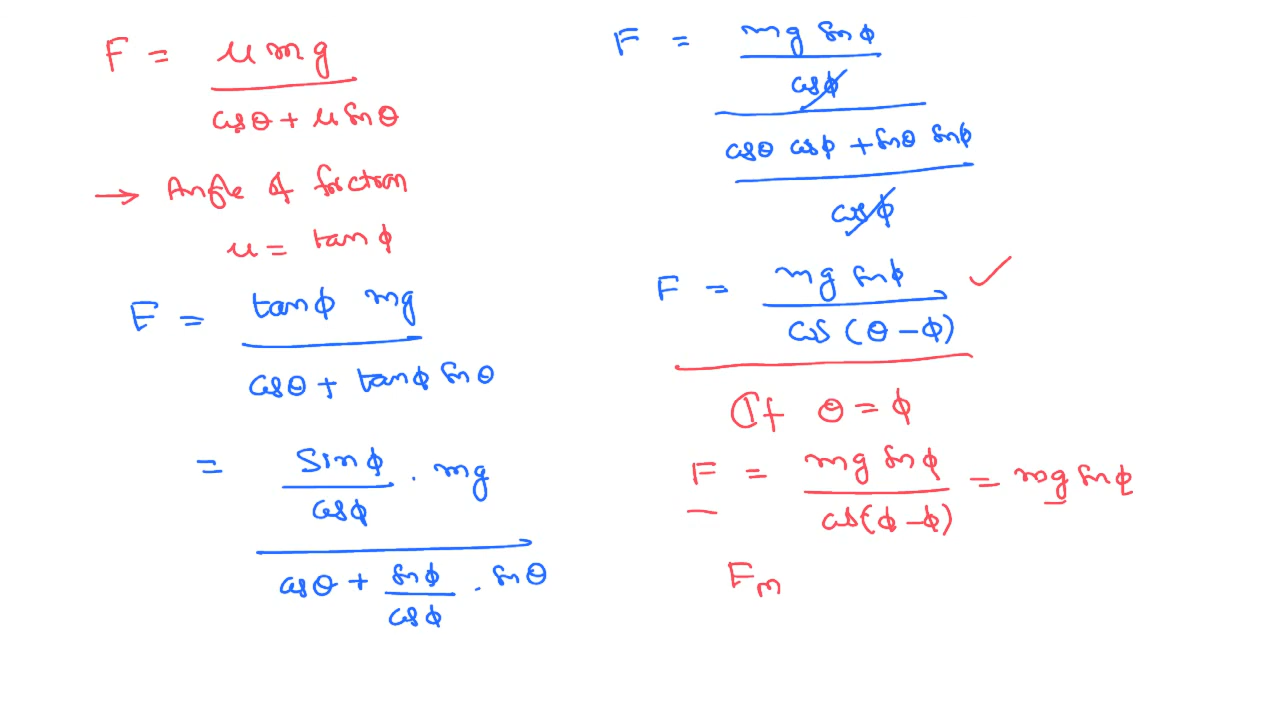 F = μmg
cosθ + μ sinθ
→ Angle of friction
μ = tanϕ
F = tanϕ mg
cosθ + tanϕ sinθ
= sinϕ . mg
cosϕ
cosθ + sinϕ . sinθ
cosϕ
F = mg sinϕ
cosϕ
cosθ cosϕ + sinθ sinϕ
cosϕ
F = mg sinϕ ✓
cos(θ-ϕ)
If θ = ϕ
F = mg sinϕ = mg sinϕ
cos(ϕ-ϕ)
Fm